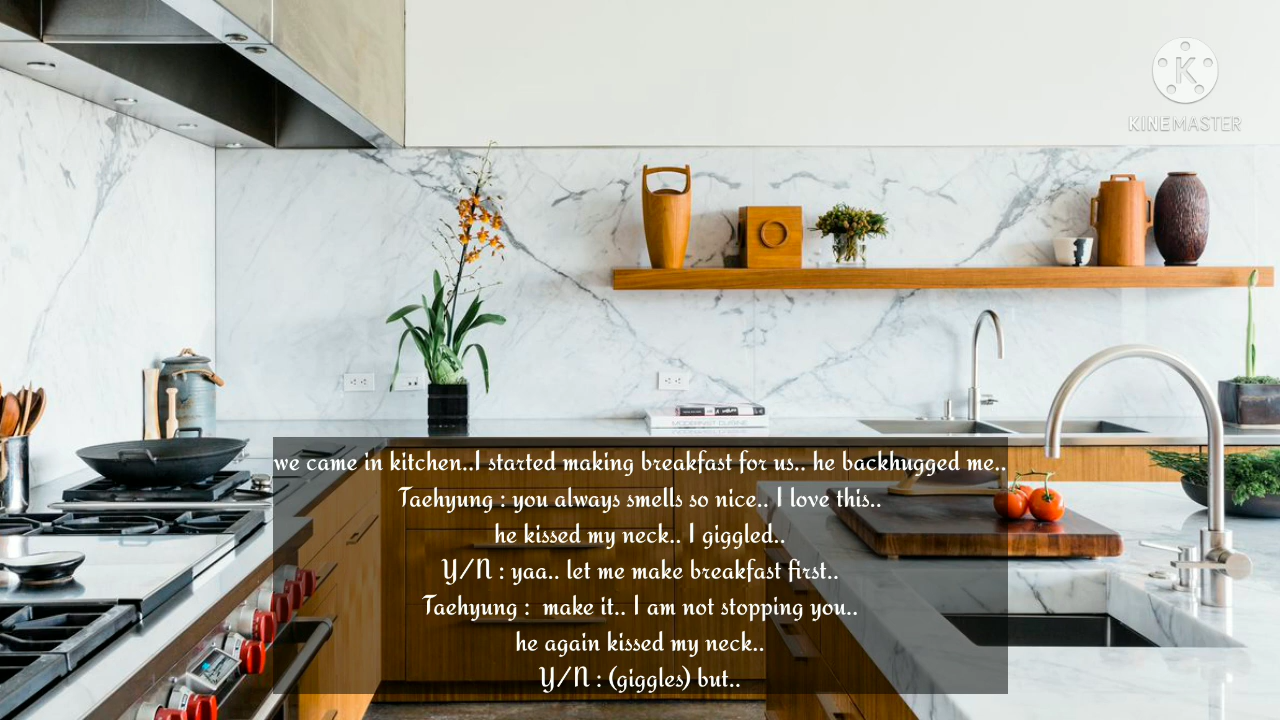 K
KINEMASTER
we came in kitchen..I started making breakfast for us.. he backhugged me..
Taehyung : you always smells so nice.. I love this..
he kissed my neck.. I giggled..
Y/N : yaa.. let me make breakfast first..
Taehyung :  make it.. I am not stopping you..
he again kissed my neck..
Y/N : (giggles) but..